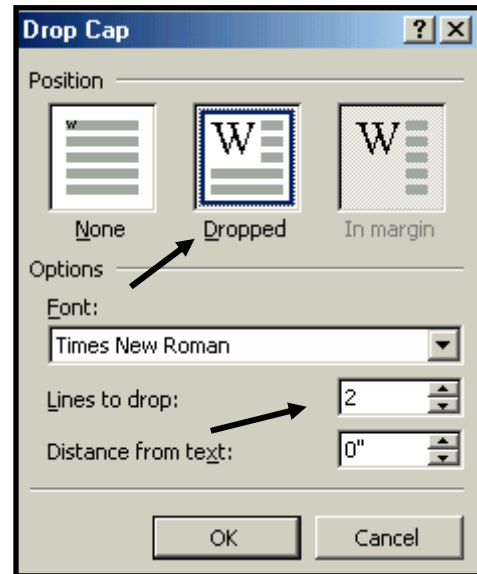 Drop Cap
Position
W W W
None Dropped In margin
Options
Font:
Times New Roman
Lines to drop: 2
Distance from text: 0"
OK Cancel